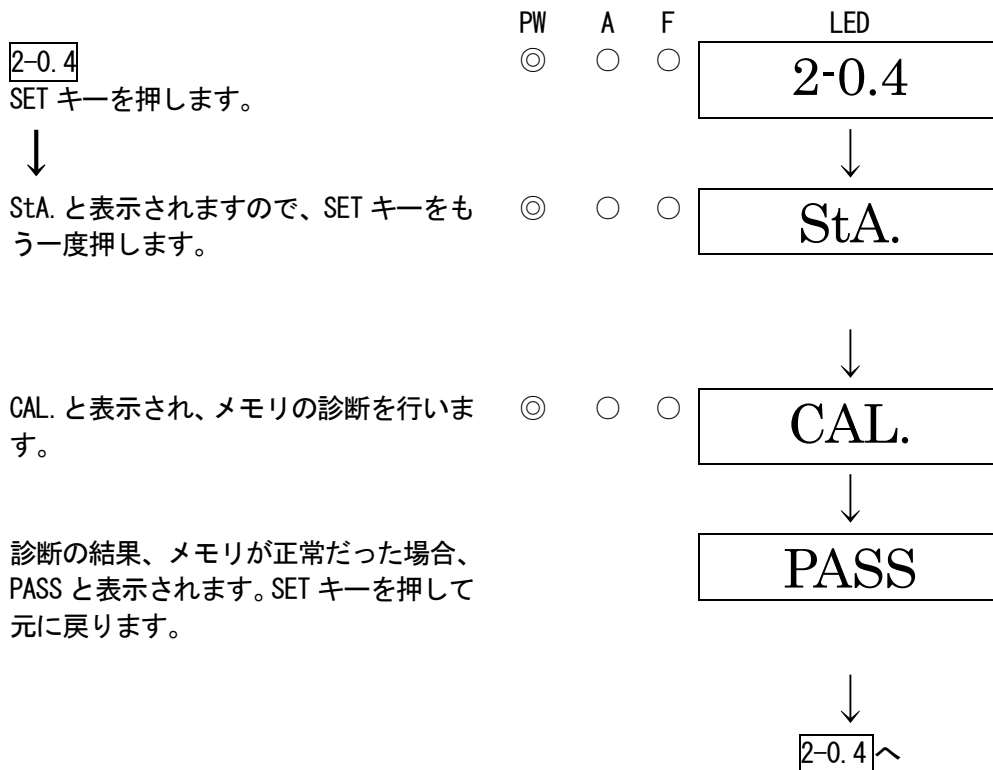 PW A F LED
2-0.4 ◎ ○ ○ 2-0.4
SET キーを押します。
↓ ↓
StA. と表示されますので、SET キーをも ◎ ○ ○ StA.
う一度押します。
↓
CAL. と表示され、メモリの診断を行いま ◎ ○ ○ CAL.
す。
↓
診断の結果、メモリが正常だった場合、 PASS
PASS と表示されます。SET キーを押して
元に戻ります。
↓
2-0.4 へ